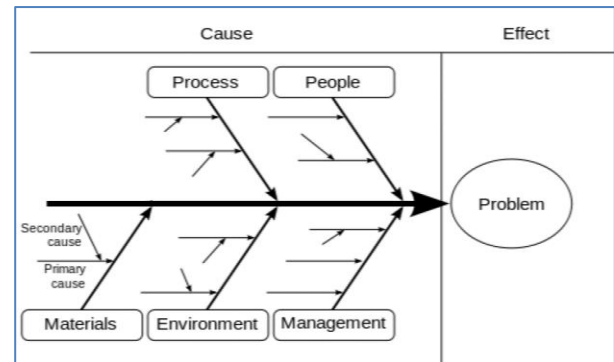 Cause
Effect
Process
People
Problem
Secondary
cause
Primary
cause
Materials
Environment
Management